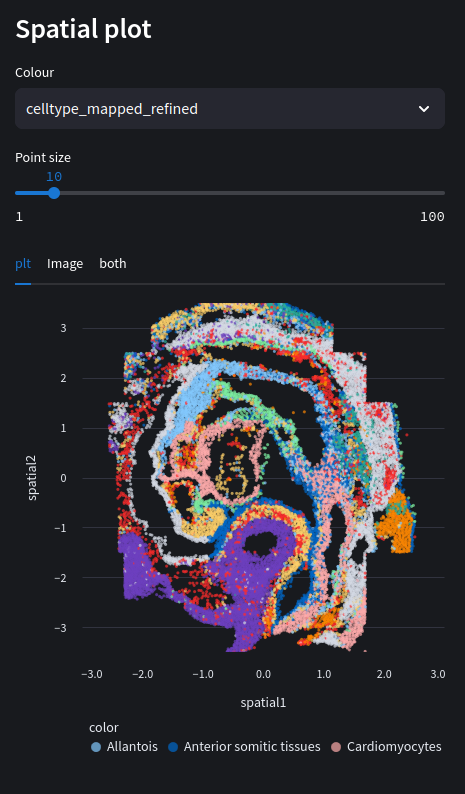 Spatial plot
Colour
celltype_mapped_refined
Point size
10
1 100
plt Image both
3
2
1
0
−1
−2
−3
spatial2
−3.0 −2.0 −1.0 0.0 1.0 2.0 3.0
spatial1
color
Allantois Anterior somitic tissues Cardiomyocytes